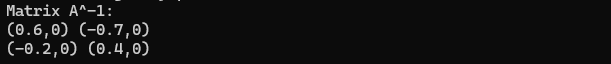 Matrix A^-1:
(0.6,0) (-0.7,0)
(-0.2,0) (0.4,0)